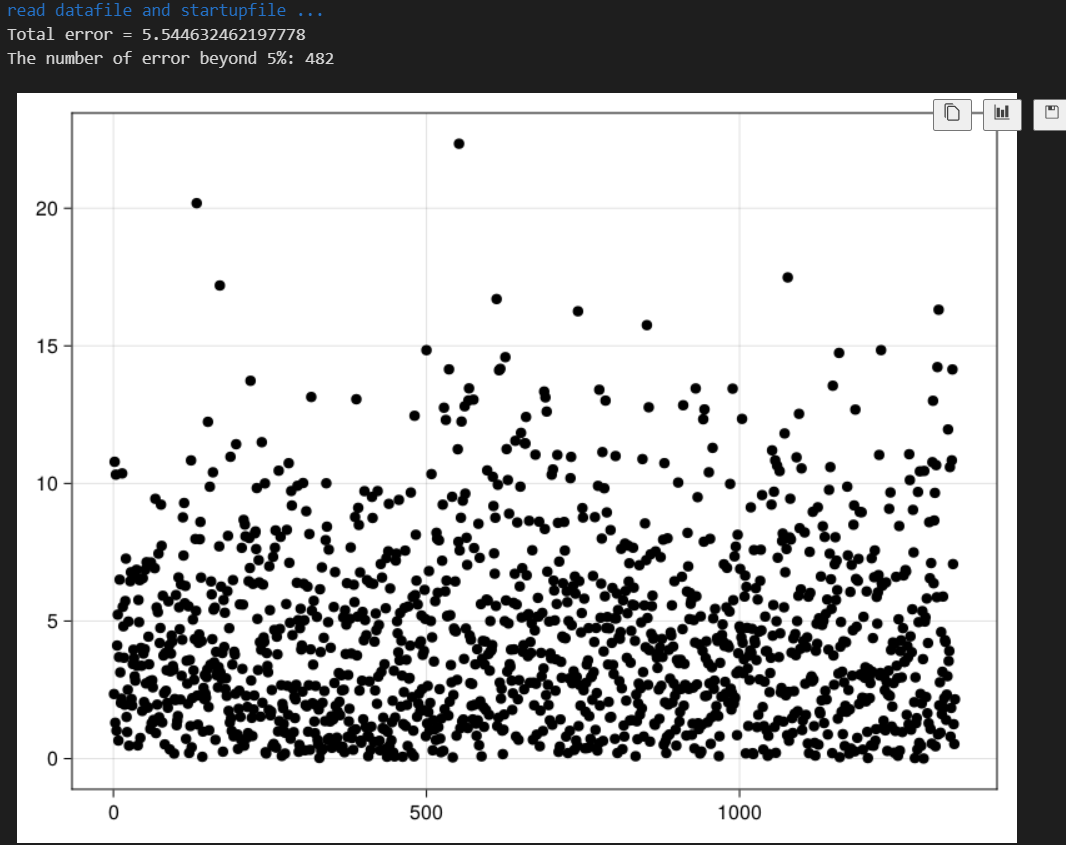 read datafile and startupfile ...
Total error = 5.544632462197778
The number of error beyond 5%: 482
20
15
10
5
0
0 500 1000